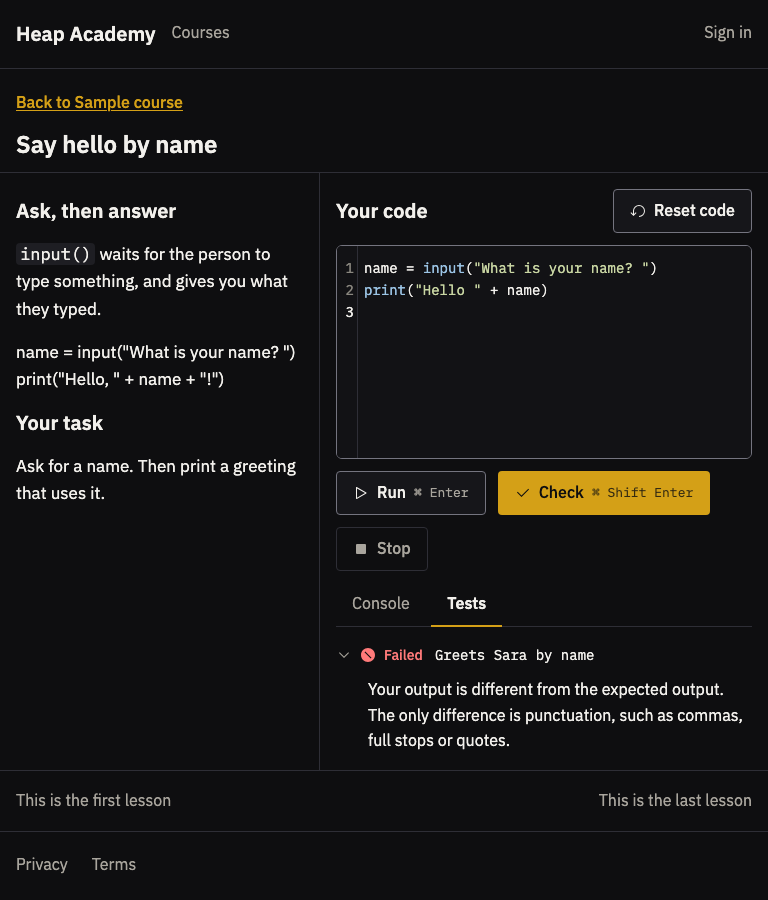 Heap Academy Courses Sign in
Back to Sample course
Say hello by name
Ask, then answer
input() waits for the person to
type something, and gives you what
they typed.
name = input("What is your name? ")
print("Hello, " + name + "!")
Your task
Ask for a name. Then print a greeting
that uses it.
Your code
Reset code
1 name = input("What is your name? ")
2 print("Hello " + name)
3
Run ⌘ Enter
Check ⌘ Shift Enter
Stop
Console Tests
Failed Greets Sara by name
Your output is different from the expected output.
The only difference is punctuation, such as commas,
full stops or quotes.
This is the first lesson
This is the last lesson
Privacy Terms